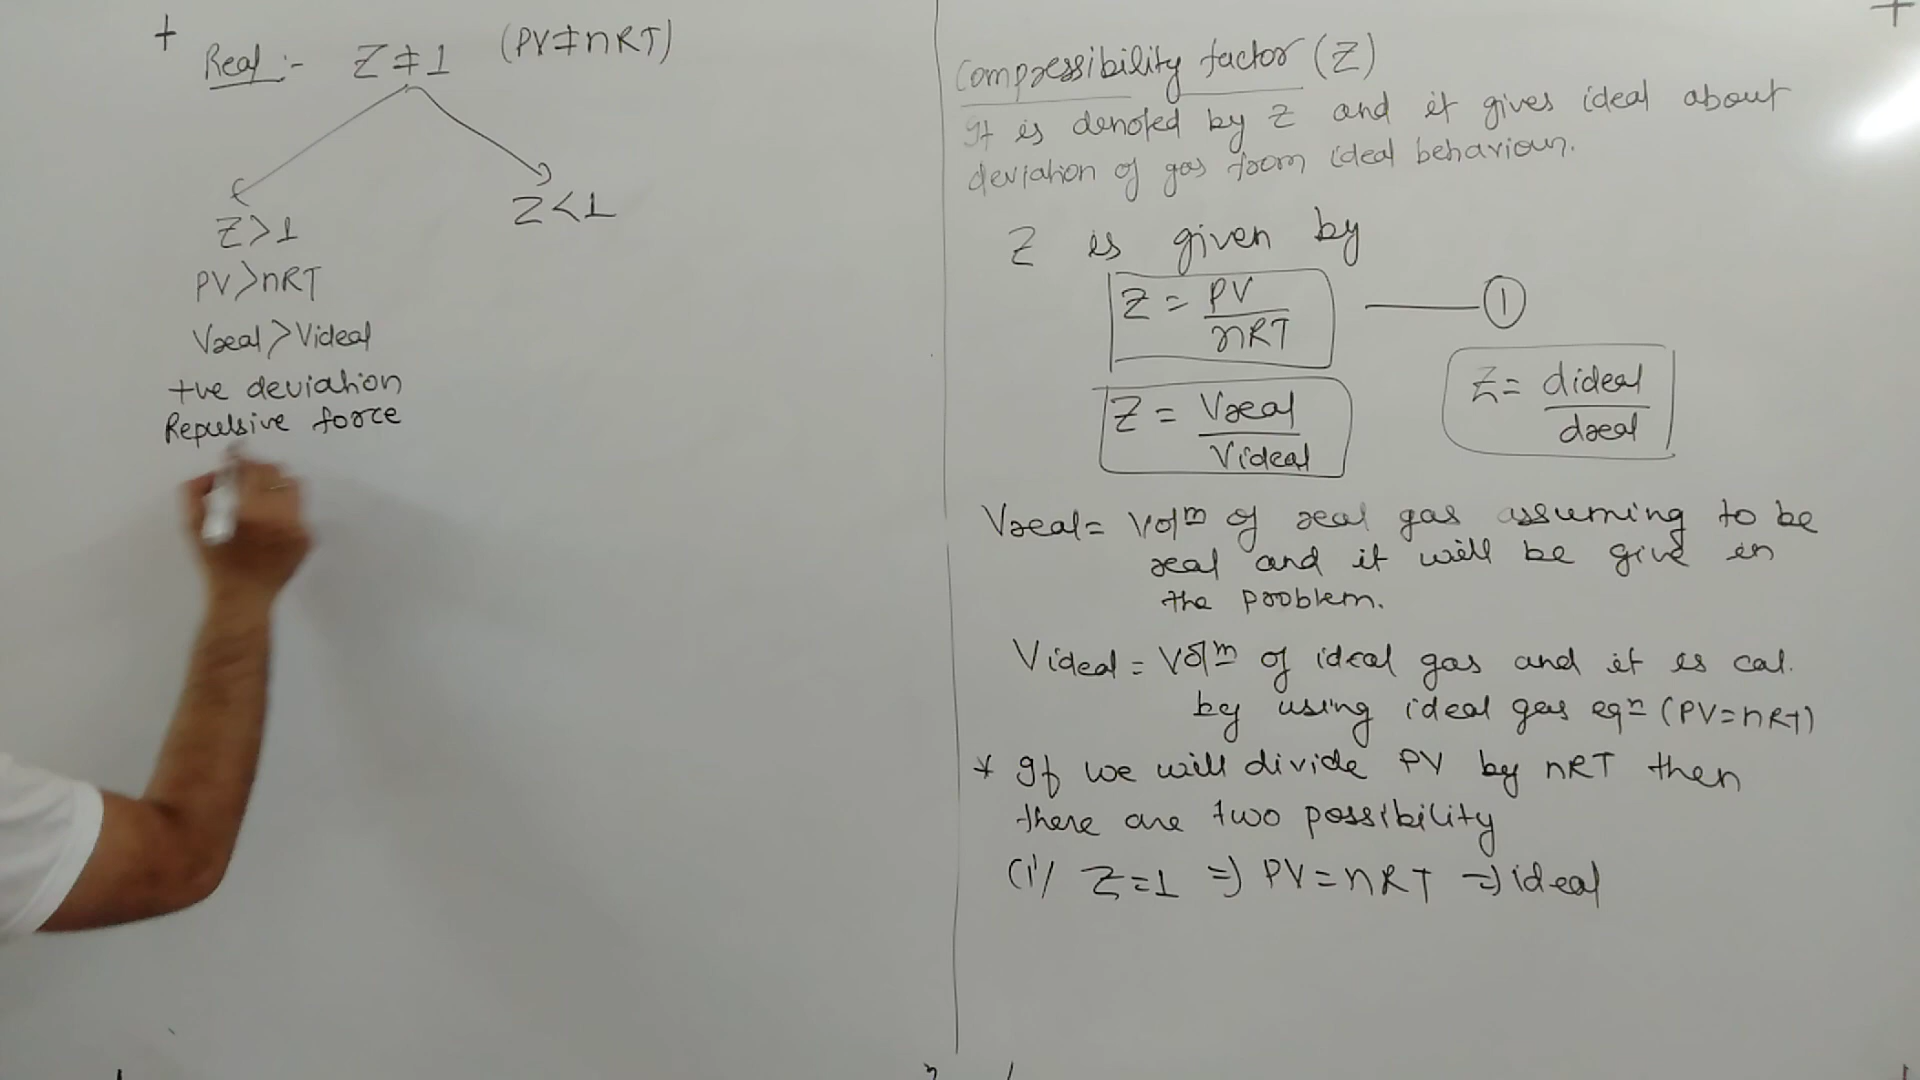 Real :- Z ≠ 1 (PV ≠ nRT)
Z>1
Z<1
PV>nRT
Vreal>Videal
+ve deviation
Repulsive force
Compressibility factor (Z)
It is denoted by Z and it gives ideal about
deviation of gas from ideal behaviour.
Z is given by
Z = PV/nRT —— ①
Z = Vreal/Videal
Z = dideal/dreal
Vreal = Volm of real gas assuming to be
real and it will be give in
the problem.
Videal = Volm of ideal gas and it is cal.
by using ideal gas eqn (PV=nRT)
* If we will divide PV by nRT then
there are two possibility
(i) Z=1 ⇒ PV=nRT ⇒ ideal